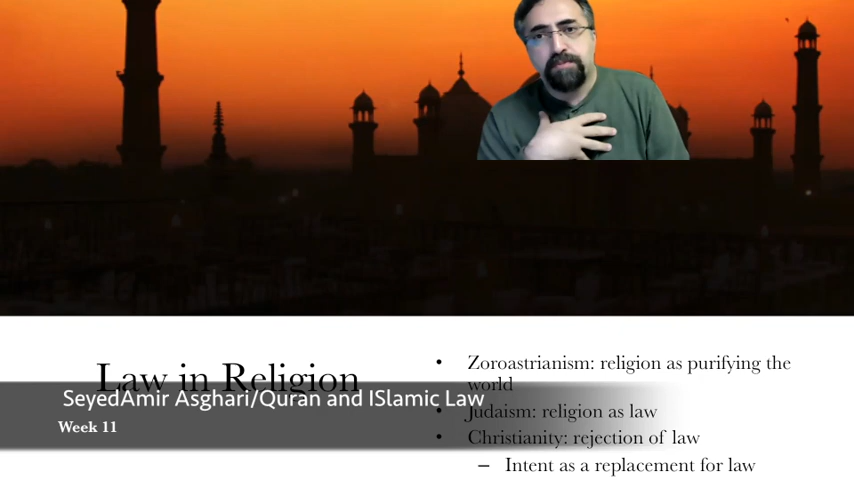 Law in Religion
SeyedAmir Asghari/Quran and ISlamic Law
Week 11
• Zoroastrianism: religion as purifying the
world
• Judaism: religion as law
• Christianity: rejection of law
– Intent as a replacement for law